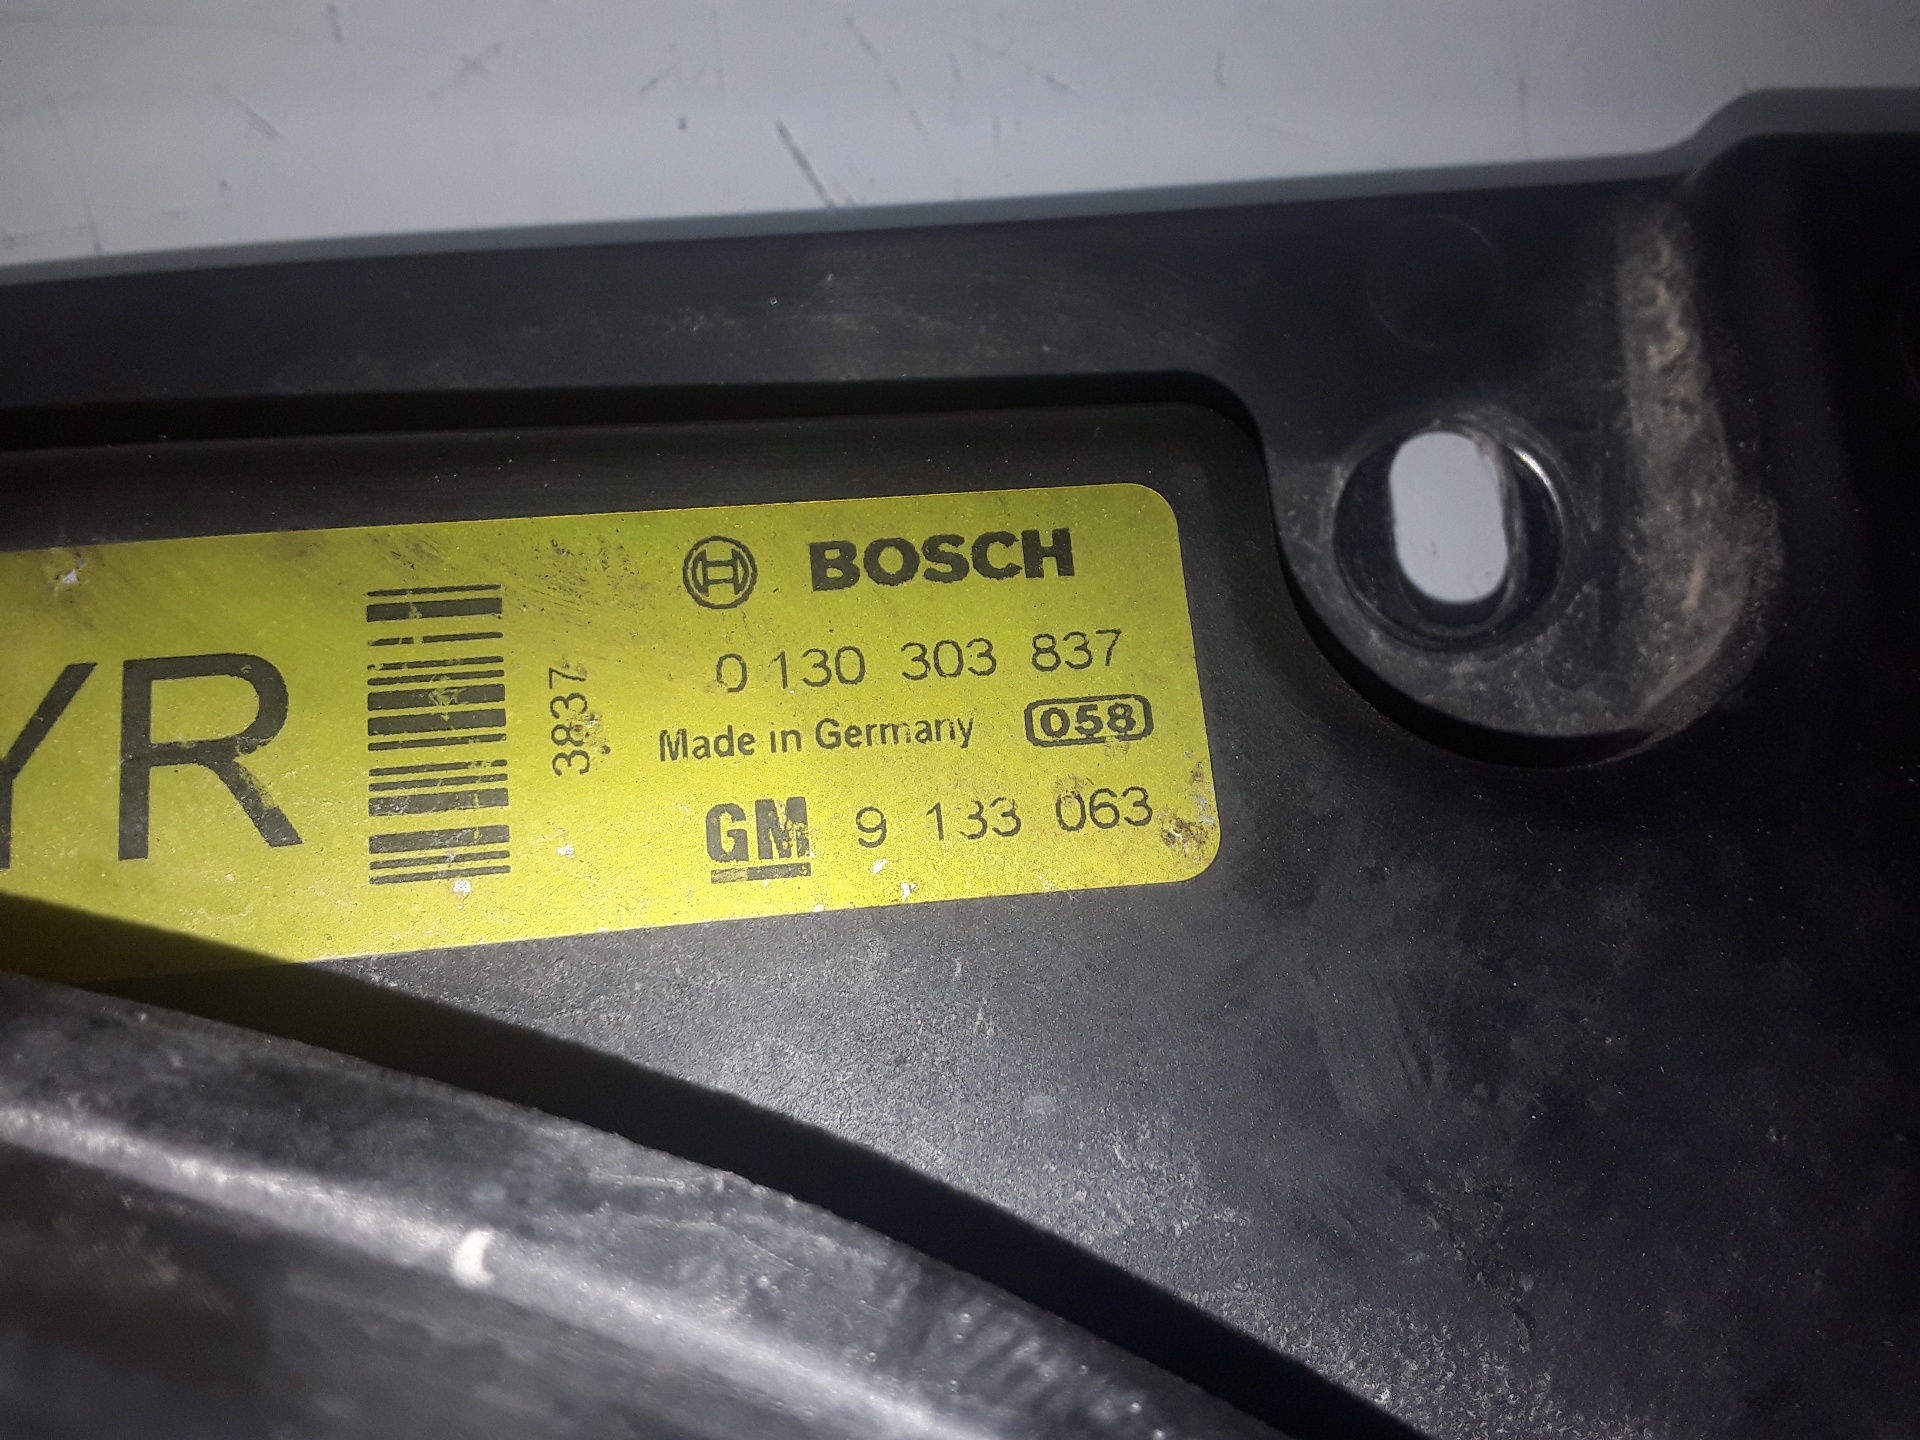 YR
3837
BOSCH
0 130 303 837
Made in Germany 058
GM 9 133 063